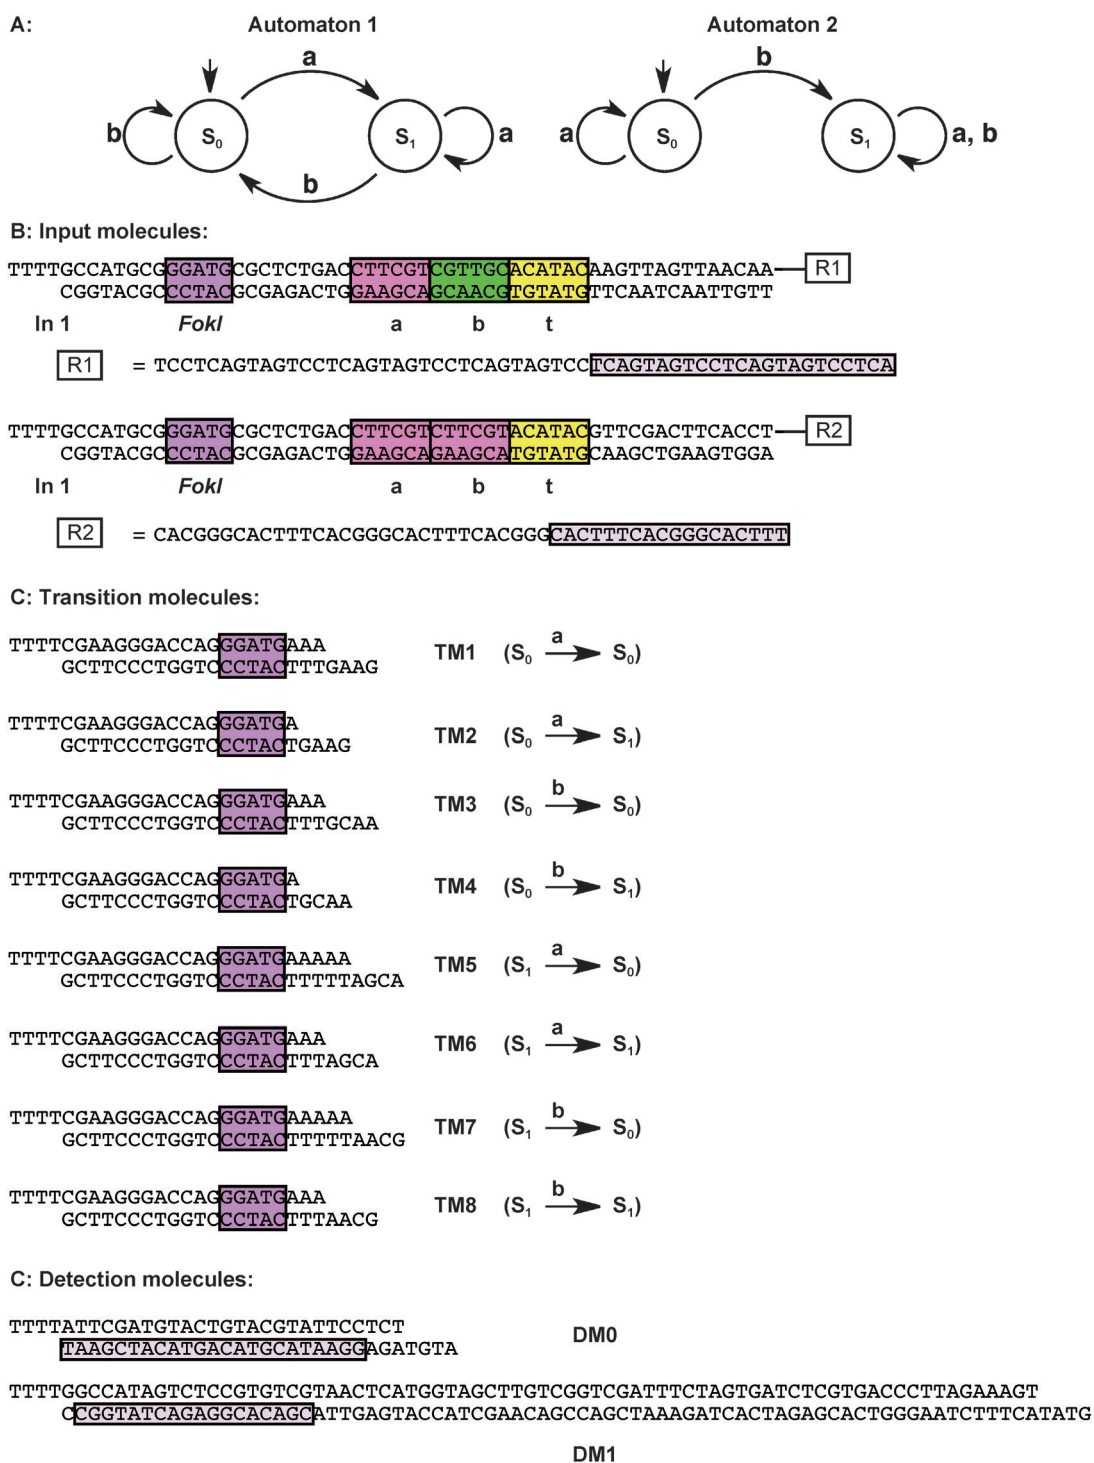 A: Automaton 1 Automaton 2
a b
b S0 S1 a a S0 S1 a, b
b
B: Input molecules:
TTTTGCCATGCGGGATGCGCTCTGACCTTCGTCGTTGCACATACAAGTTAGTTAACAA R1
CGGTACGCCCTACGCGAGACTGGAAGCAGCAACGTGTATGTTCAATCAATTGTT
In 1 FokI a b t
R1 = TCCTCAGTAGTCCTCAGTAGTCCTCAGTAGTCCTCAGTAGTCCTCAGTAGTCCTCA
TTTTGCCATGCGGGATGCGCTCTGACCTTCGTCTTCGTACATACGTTCGACTTCACCT R2
CGGTACGCCCTACGCGAGACTGGAAGCAGAAGCATGTATGCAAGCTGAAGTGGA
In 1 FokI a b t
R2 = CACGGGCACTTTCACGGGCACTTTCACGGGCACTTTCACGGGCACTTT
C: Transition molecules:
TTTTCGAAGGGACCAGGGATGAAA
GCTTCCCTGGTCCCTACTTTGAAG
TM1 (S0 a S0)
TTTTCGAAGGGACCAGGGATGA
GCTTCCCTGGTCCCTACTGAAG
TM2 (S0 a S1)
TTTTCGAAGGGACCAGGGATGAAA
GCTTCCCTGGTCCCTACTTTGCAA
TM3 (S0 b S0)
TTTTCGAAGGGACCAGGGATGA
GCTTCCCTGGTCCCTACTGCAA
TM4 (S0 b S1)
TTTTCGAAGGGACCAGGGATGAAAAA
GCTTCCCTGGTCCCTACTTTTTAGCA
TM5 (S1 a S0)
TTTTCGAAGGGACCAGGGATGAAA
GCTTCCCTGGTCCCTACTTTAGCA
TM6 (S1 a S1)
TTTTCGAAGGGACCAGGGATGAAAAA
GCTTCCCTGGTCCCTACTTTTTAACG
TM7 (S1 b S0)
TTTTCGAAGGGACCAGGGATGAAA
GCTTCCCTGGTCCCTACTTTAACG
TM8 (S1 b S1)
C: Detection molecules:
TTTTATTCGATGTACTGTACGTATTCCTCT
TAAGCTACATGACATGCATAAGGAGATGTA
DM0
TTTTGGCCATAGTCTCCGTGTCGTAACTCATGGTAGCTTGTCGGTCGATTTCTAGTGATCTCGTGACCCTTAGAAAGT
CCGGTATCAGAGGCACAGCATTGAGTACCATCGAACAGCCAGCTAAAGATCACTAGAGCACTGGGAATCTTTCATATG
DM1